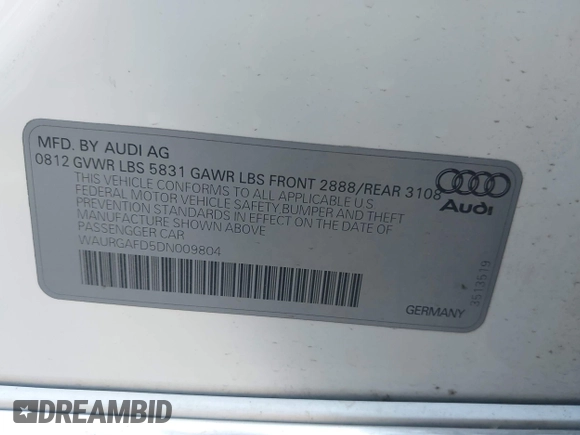 MFD. BY AUDI AG
0812 GVWR LBS 5831 GAWR LBS FRONT 2888/REAR 3108
THIS VEHICLE CONFORMS TO ALL APPLICABLE U.S.
FEDERAL MOTOR VEHICLE SAFETY BUMPER AND THEFT
PREVENTION STANDARDS IN EFFECT ON THE DATE OF
MANUFACTURE SHOWN ABOVE
PASSENGGER CAR
WAURGAFD5DN009804
Audi
GERMANY
3513519
DREAMBID